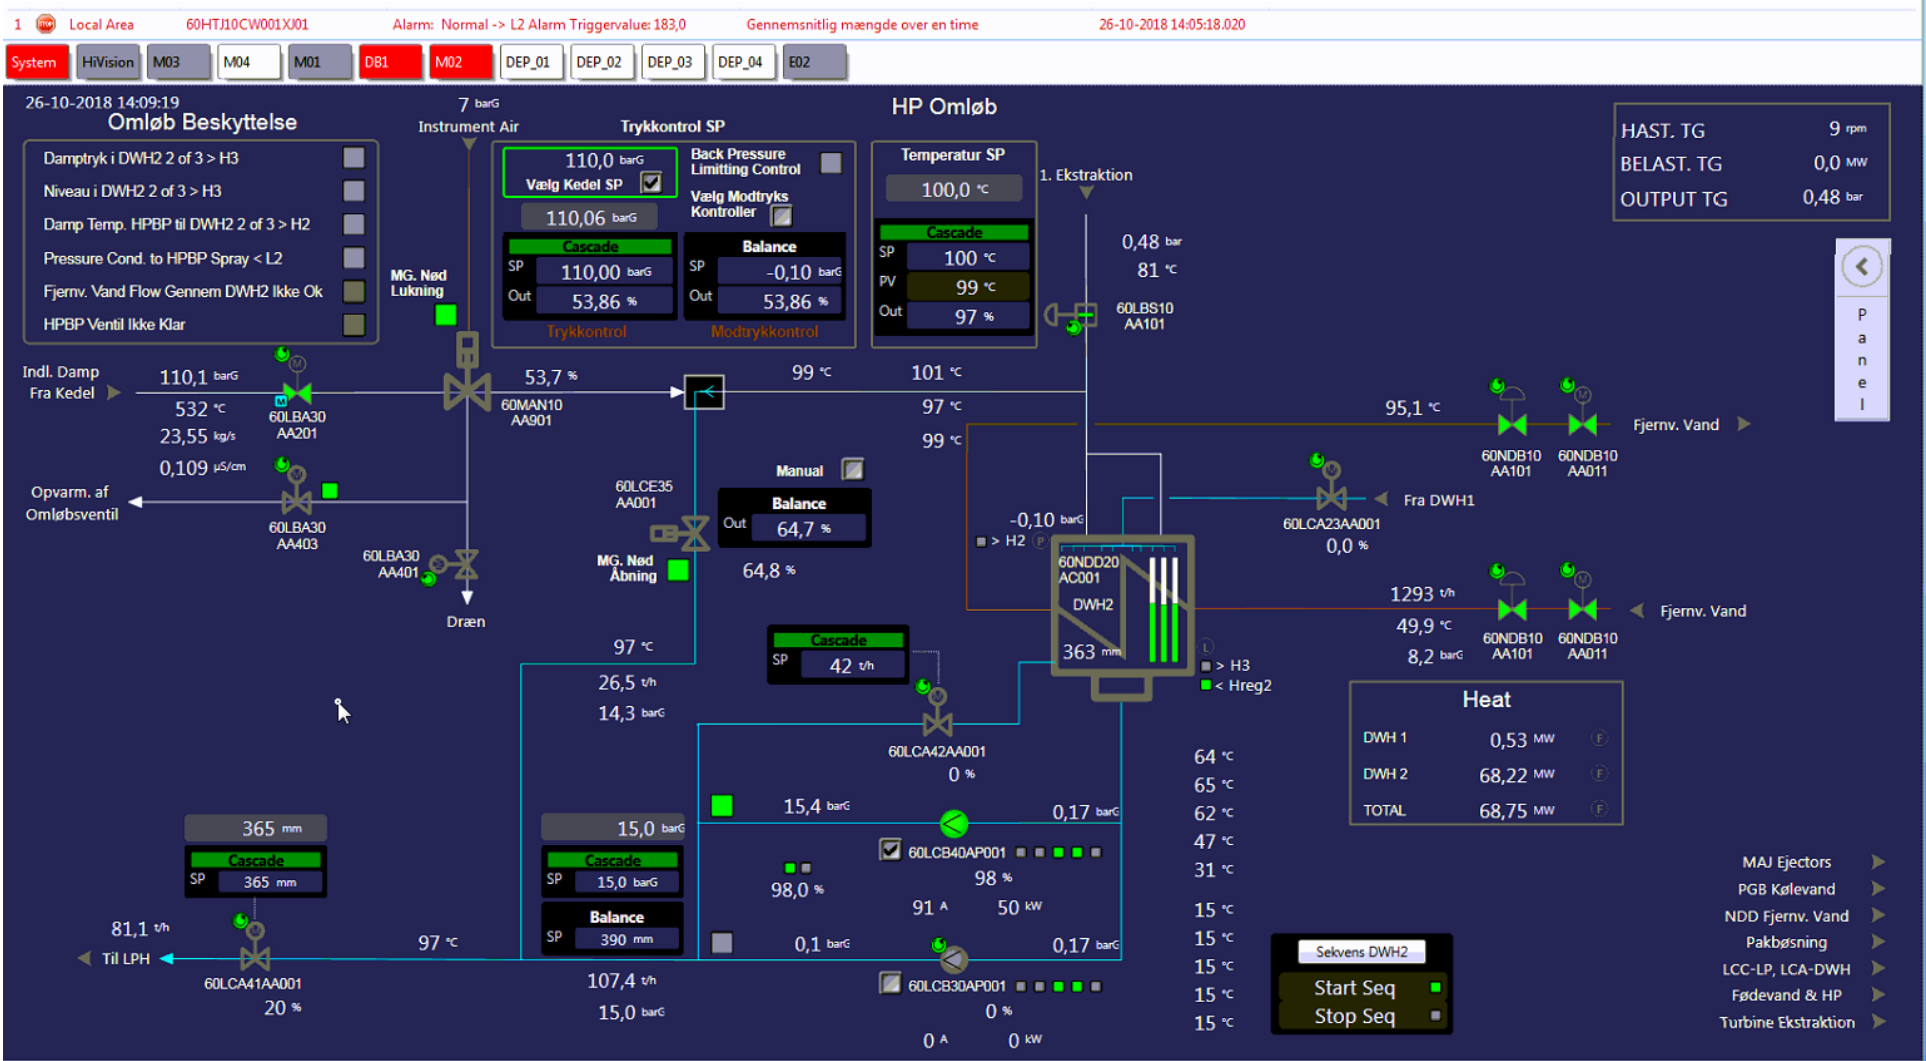 1 STOP Local Area 60HTJ10CW001XJ01 Alarm: Normal -> L2 Alarm Triggervalue: 183,0 Gennemsnitlig mængde over en time 26-10-2018 14:05:18.020
System HiVision M03 M04 M01 DB1 M02 DEP_01 DEP_02 DEP_03 DEP_04 E02
26-10-2018 14:09:19
Omløb Beskyttelse
Damptryk i DWH2 2 of 3 > H3
Niveau i DWH2 2 of 3 > H3
Damp Temp. HPBP til DWH2 2 of 3 > H2
Pressure Cond. to HPBP Spray < L2
Fjernv. Vand Flow Gennem DWH2 Ikke Ok
HPBP Ventil Ikke Klar
7 barG
Instrument Air
MG. Nød
Lukning
Trykkontrol SP
110,0 barG
Vælg Kedel SP
110,06 barG
Cascade
SP 110,00 barG
Out 53,86 %
Trykkontrol
Back Pressure
Limitting Control
Vælg Modtryks
Kontroller
Balance
SP -0,10 barG
Out 53,86 %
Modtrykkontrol
HP Omløb
Temperatur SP
100,0 °C
Cascade
SP 100 °C
PV 99 °C
Out 97 %
1. Ekstraktion
0,48 bar
81 °C
60LBS10
AA101
HAST. TG 9 rpm
BELAST. TG 0,0 MW
OUTPUT TG 0,48 bar
Panel
Indl. Damp
Fra Kedel
110,1 barG
532 °C
23,55 kg/s
0,109 µS/cm
M
M
60LBA30
AA201
53,7 %
60MAN10
AA901
99 °C
101 °C
97 °C
99 °C
Opvarm. af
Omløbsventil
M
60LBA30
AA403
60LBA30
AA401
Dræn
60LCE35
AA001
Manual
Balance
Out 64,7 %
64,8 %
MG. Nød
Åbning
95,1 °C
M
Fjernv. Vand
60NDB10
AA101
60NDB10
AA011
M
Fra DWH1
60LCA23AA001
0,0 %
-0,10 barG
> H2 P
60NDD20
AC001
DWH2
363 mm
L
> H3
< Hreg2
1293 t/h
49,9 °C
8,2 barG
M
Fjernv. Vand
60NDB10
AA101
60NDB10
AA011
97 °C
26,5 t/h
14,3 barG
Cascade
SP 42 t/h
M
60LCA42AA001
0 %
Heat
DWH 1 0,53 MW F
DWH 2 68,22 MW F
TOTAL 68,75 MW F
64 °C
65 °C
62 °C
47 °C
31 °C
15 °C
15 °C
15 °C
15 °C
15 °C
15,4 barG
0,17 barG
60LCB40AP001
98 %
91 A 50 kW
98,0 %
0,1 barG
0,17 barG
60LCB30AP001
0 %
0 A 0 kW
365 mm
Cascade
SP 365 mm
81,1 t/h
Til LPH
M
60LCA41AA001
20 %
97 °C
15,0 barG
Cascade
SP 15,0 barG
Balance
SP 390 mm
107,4 t/h
15,0 barG
Sekvens DWH2
Start Seq
Stop Seq
MAJ Ejectors
PGB Kølevand
NDD Fjernv. Vand
Pakbøsning
LCC-LP, LCA-DWH
Fødevand & HP
Turbine Ekstraktion